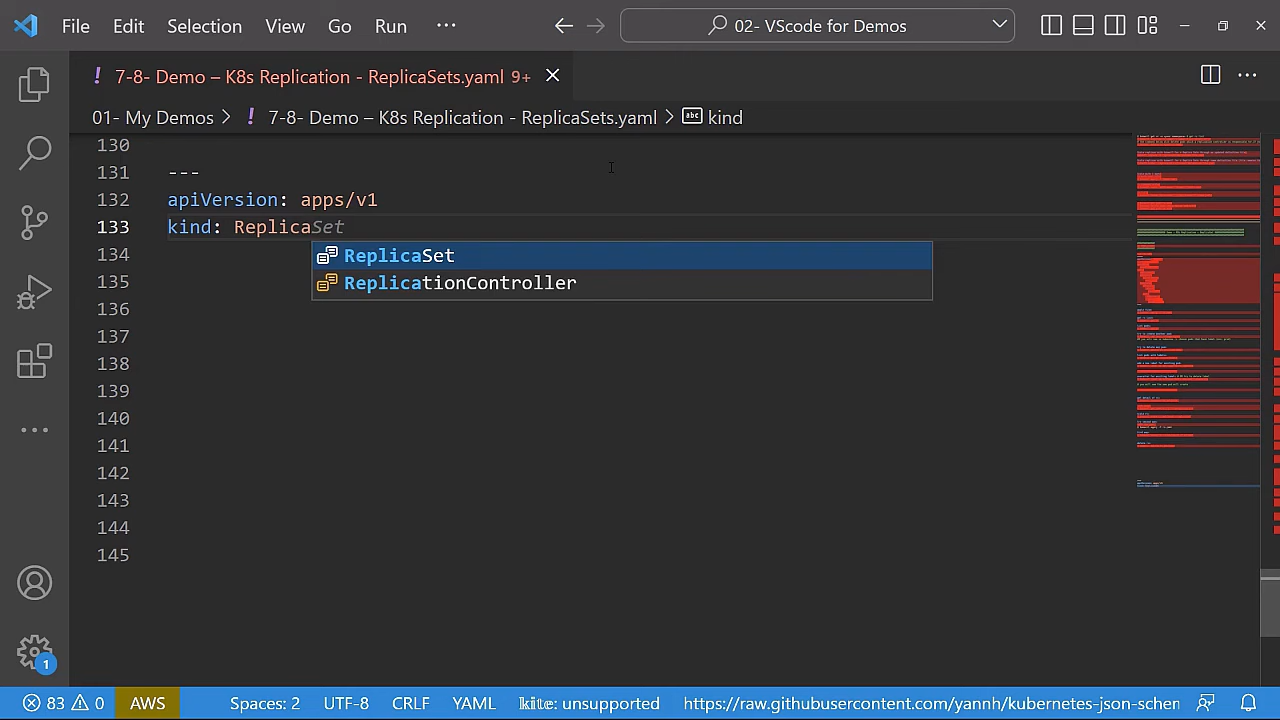 File Edit Selection View Go Run ···
02- VScode for Demos
! 7-8- Demo – K8s Replication - ReplicaSets.yaml 9+
01- My Demos > ! 7-8- Demo – K8s Replication - ReplicaSets.yaml > abc kind
130
131 ---
132 apiVersion: apps/v1
133 kind: ReplicaSet
134
ReplicaSet
135
ReplicationController
136
137
138
139
140
141
142
143
144
145
1
83 0 AWS Spaces: 2 UTF-8 CRLF YAML kite: unsupported https://raw.githubusercontent.com/yannh/kubernetes-json-schen